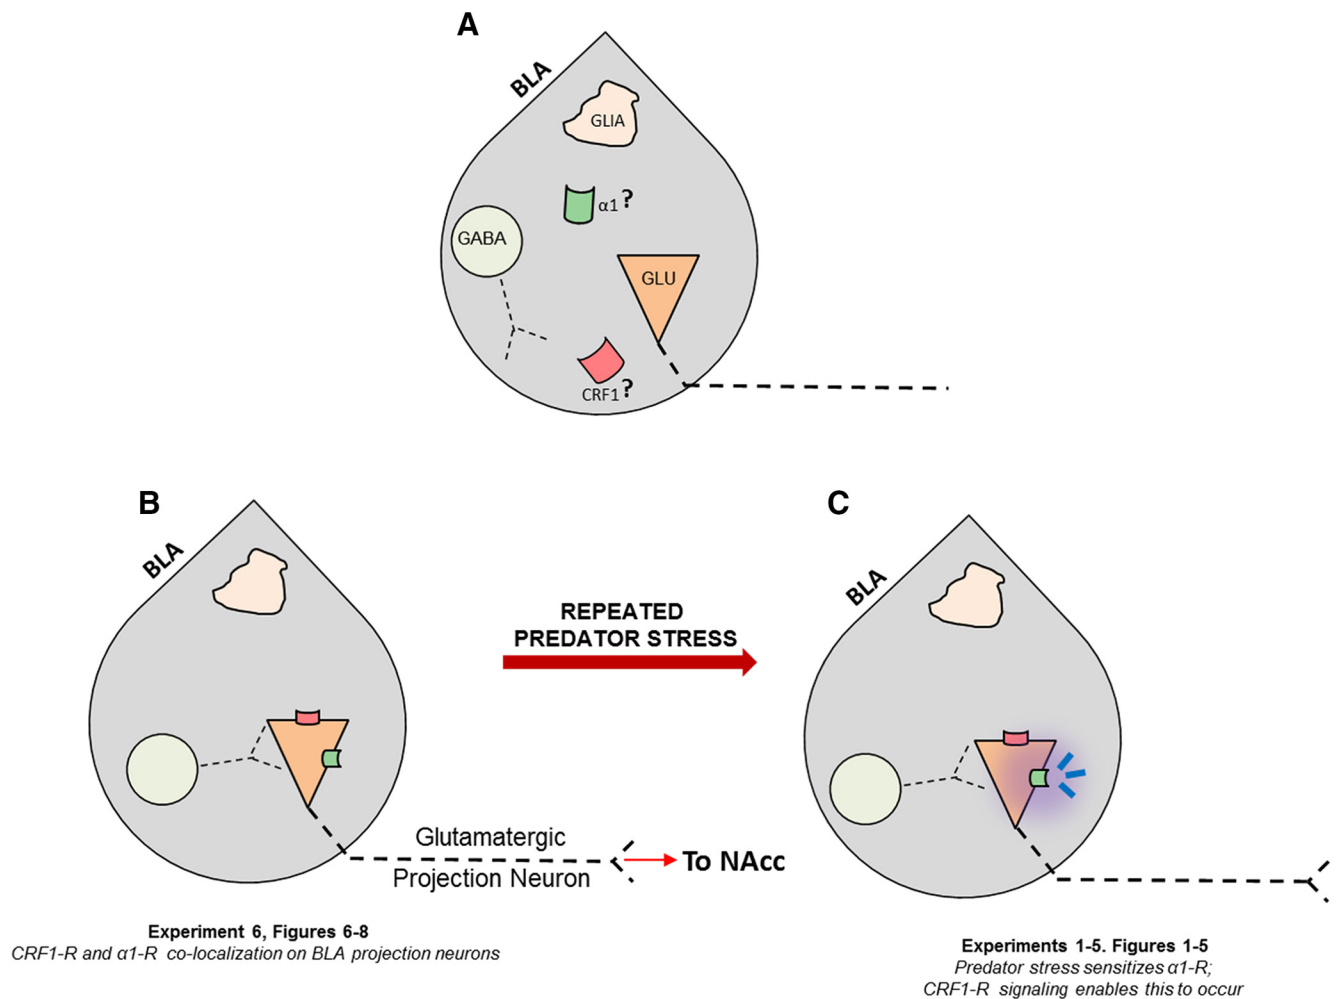 A
BLA
GLIA
α1?
GABA
GLU
CRF1?
B
BLA
REPEATED
PREDATOR STRESS
Glutamatergic
Projection Neuron
To NAcc
Experiment 6, Figures 6-8
CRF1-R and α1-R co-localization on BLA projection neurons
C
BLA
Experiments 1-5. Figures 1-5
Predator stress sensitizes α1-R;
CRF1-R signaling enables this to occur